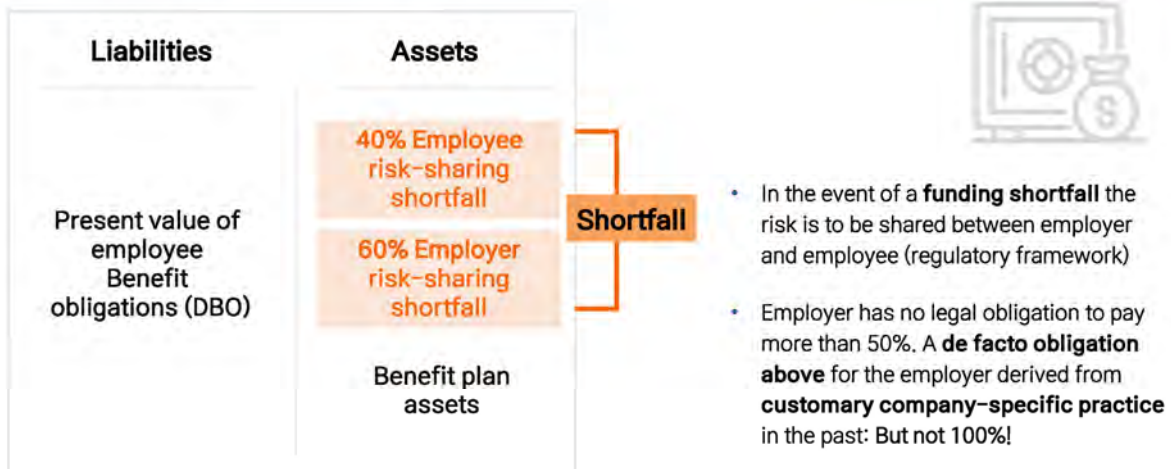 Liabilities
Assets
Present value of
employee
Benefit
obligations (DBO)
40% Employee
risk-sharing
shortfall
60% Employer
risk-sharing
shortfall
Benefit plan
assets
Shortfall
$
• In the event of a funding shortfall the
risk is to be shared between employer
and employee (regulatory framework)
• Employer has no legal obligation to pay
more than 50%. A de facto obligation
above for the employer derived from
customary company-specific practice
in the past: But not 100%!